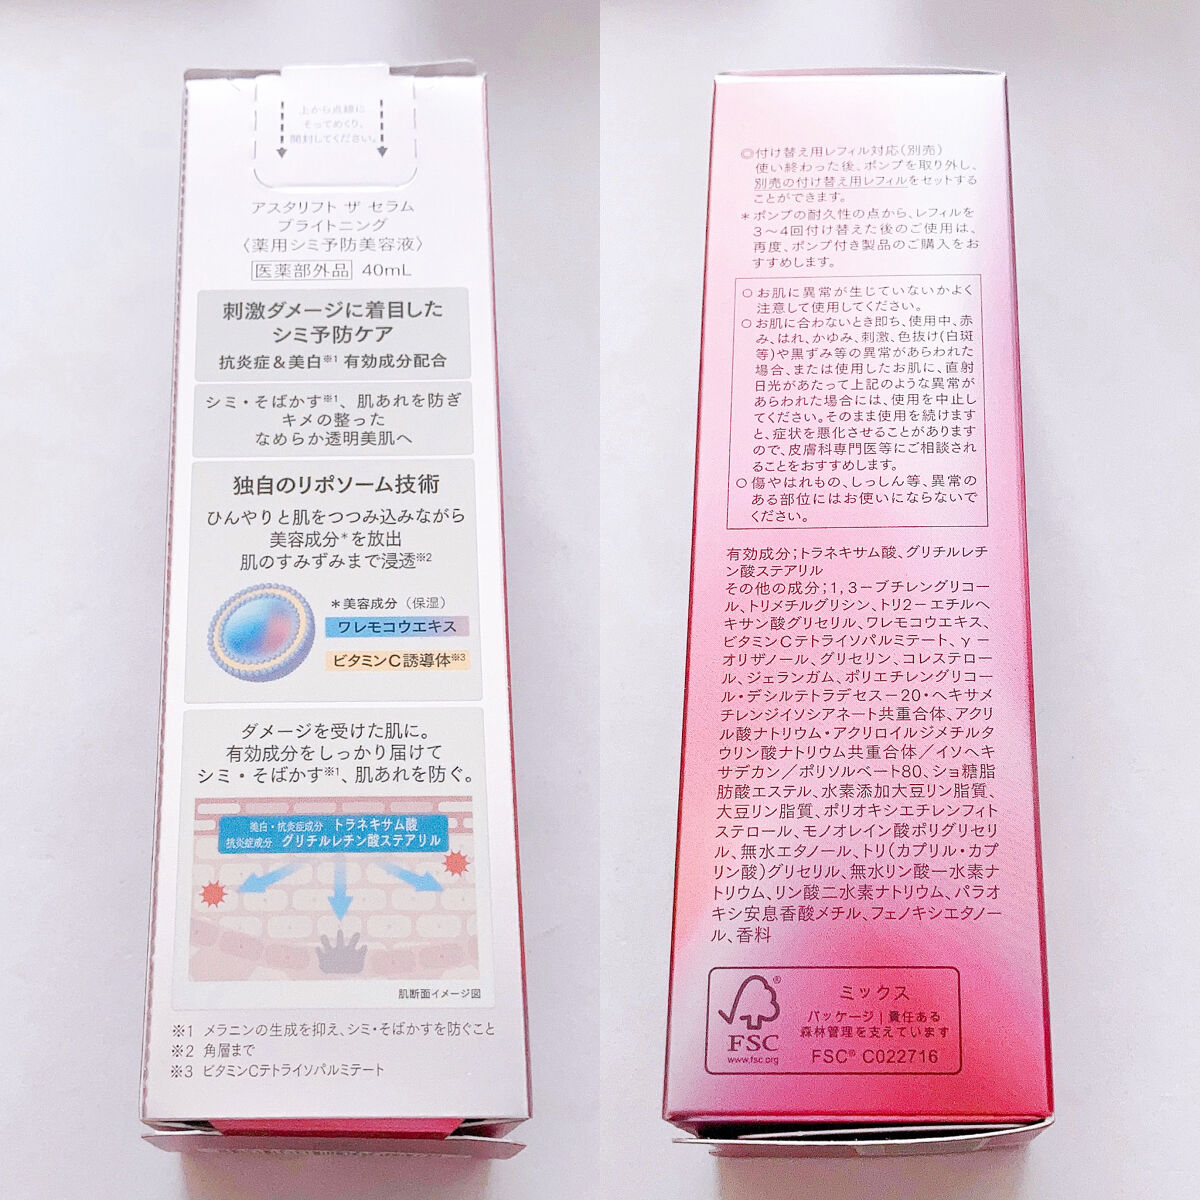 上から点線に
そってめくり、
開封してください。
アスタリフト ザ セラム
ブライトニング
〈薬用シミ予防美容液〉
医薬部外品 40mL
刺激ダメージに着目した
シミ予防ケア
抗炎症&美白※1 有効成分配合
シミ・そばかす※1、肌あれを防ぎ
キメの整った
なめらか透明美肌へ
独自のリポソーム技術
ひんやりと肌をつつみ込みながら
美容成分*を放出
肌のすみずみまで浸透※2
*美容成分（保湿）
ワレモコウエキス
ビタミンC誘導体※3
ダメージを受けた肌に。
有効成分をしっかり届けて
シミ・そばかす※1、肌あれを防ぐ。
美白・抗炎症成分 トラネキサム酸
抗炎症成分 グリチルレチン酸ステアリル
肌断面イメージ図
※1 メラニンの生成を抑え、シミ・そばかすを防ぐこと
※2 角層まで
※3 ビタミンCテトライソパルミテート
◎付け替え用レフィル対応(別売)
使い終わった後、ポンプを取り外し、
別売の付け替え用レフィルをセットする
ことができます。
*ポンプの耐久性の点から、レフィルを
3〜4回付け替えた後のご使用は、
再度、ポンプ付き製品のご購入をお
すすめします。
○お肌に異常が生じていないかよく
注意して使用してください。
○お肌に合わないとき即ち、使用中、赤
み、はれ、かゆみ、刺激、色抜け(白斑
等)や黒ずみ等の異常があらわれた
場合、または使用したお肌に、直射
日光があたって上記のような異常が
あらわれた場合には、使用を中止し
てください。そのまま使用を続けます
と、症状を悪化させることがあります
ので、皮膚科専門医等にご相談され
ることをおすすめします。
○傷やはれもの、しっしん等、異常の
ある部位にはお使いにならないで
ください。
有効成分;トラネキサム酸、グリチルレチ
ン酸ステアリル
その他の成分;1,3-ブチレングリコー
ル、トリメチルグリシン、トリ2-エチルヘ
キサン酸グリセリル、ワレモコウエキス、
ビタミンCテトライソパルミテート、γ-
オリザノール、グリセリン、コレステロー
ル、ジェランガム、ポリエチレングリコー
ル・デシルテトラデセス-20・ヘキサメ
チレンジイソシアネート共重合体、アクリ
ル酸ナトリウム・アクリロイルジメチルタ
ウリン酸ナトリウム共重合体/イソヘキ
サデカン/ポリソルベート80、ショ糖脂
肪酸エステル、水素添加大豆リン脂質、
大豆リン脂質、ポリオキシエチレンフィト
ステロール、モノオレイン酸ポリグリセリ
ル、無水エタノール、トリ(カプリル・カプ
リン酸)グリセリル、無水リン酸一水素ナ
トリウム、リン酸二水素ナトリウム、パラオ
キシ安息香酸メチル、フェノキシエタノー
ル、香料
FSC
www.fsc.org
ミックス
パッケージ|責任ある
森林管理を支えています
FSC® C022716